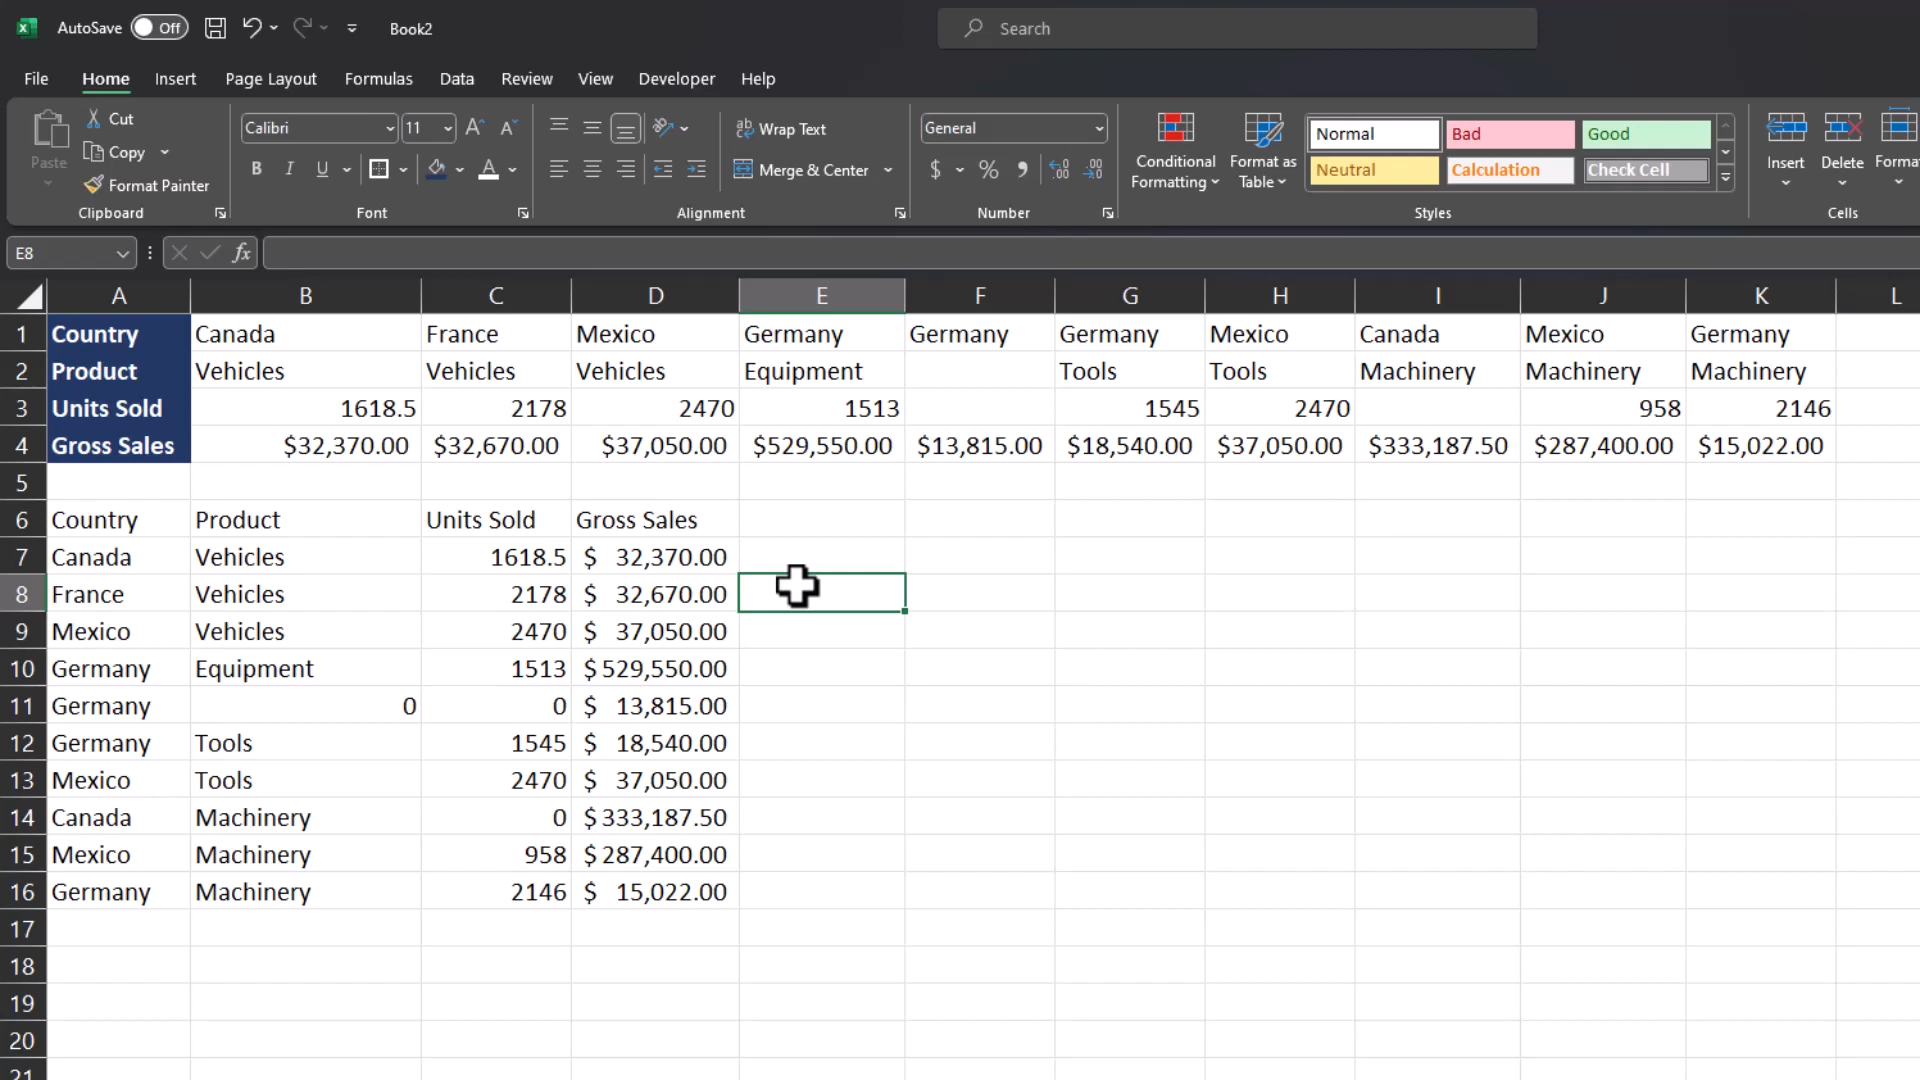 AutoSave Off Book2 Search
File Home Insert Page Layout Formulas Data Review View Developer Help
Paste Cut Copy Format Painter
Calibri 11 A^ A˅
B I U A
ab Wrap Text
Merge & Center
General
$ % 9
Conditional Formatting
Format as Table
Normal Bad Good
Neutral Calculation Check Cell
Insert Delete Forma
Clipboard Font Alignment Number Styles Cells
E8 fx
A B C D E F G H I J K L
1 Country Canada France Mexico Germany Germany Germany Mexico Canada Mexico Germany
2 Product Vehicles Vehicles Vehicles Equipment Tools Tools Machinery Machinery Machinery
3 Units Sold 1618.5 2178 2470 1513 1545 2470 958 2146
4 Gross Sales $32,370.00 $32,670.00 $37,050.00 $529,550.00 $13,815.00 $18,540.00 $37,050.00 $333,187.50 $287,400.00 $15,022.00
5
6 Country Product Units Sold Gross Sales
7 Canada Vehicles 1618.5 $ 32,370.00
8 France Vehicles 2178 $ 32,670.00
9 Mexico Vehicles 2470 $ 37,050.00
10 Germany Equipment 1513 $ 529,550.00
11 Germany 0 0 $ 13,815.00
12 Germany Tools 1545 $ 18,540.00
13 Mexico Tools 2470 $ 37,050.00
14 Canada Machinery 0 $ 333,187.50
15 Mexico Machinery 958 $ 287,400.00
16 Germany Machinery 2146 $ 15,022.00
17
18
19
20
21